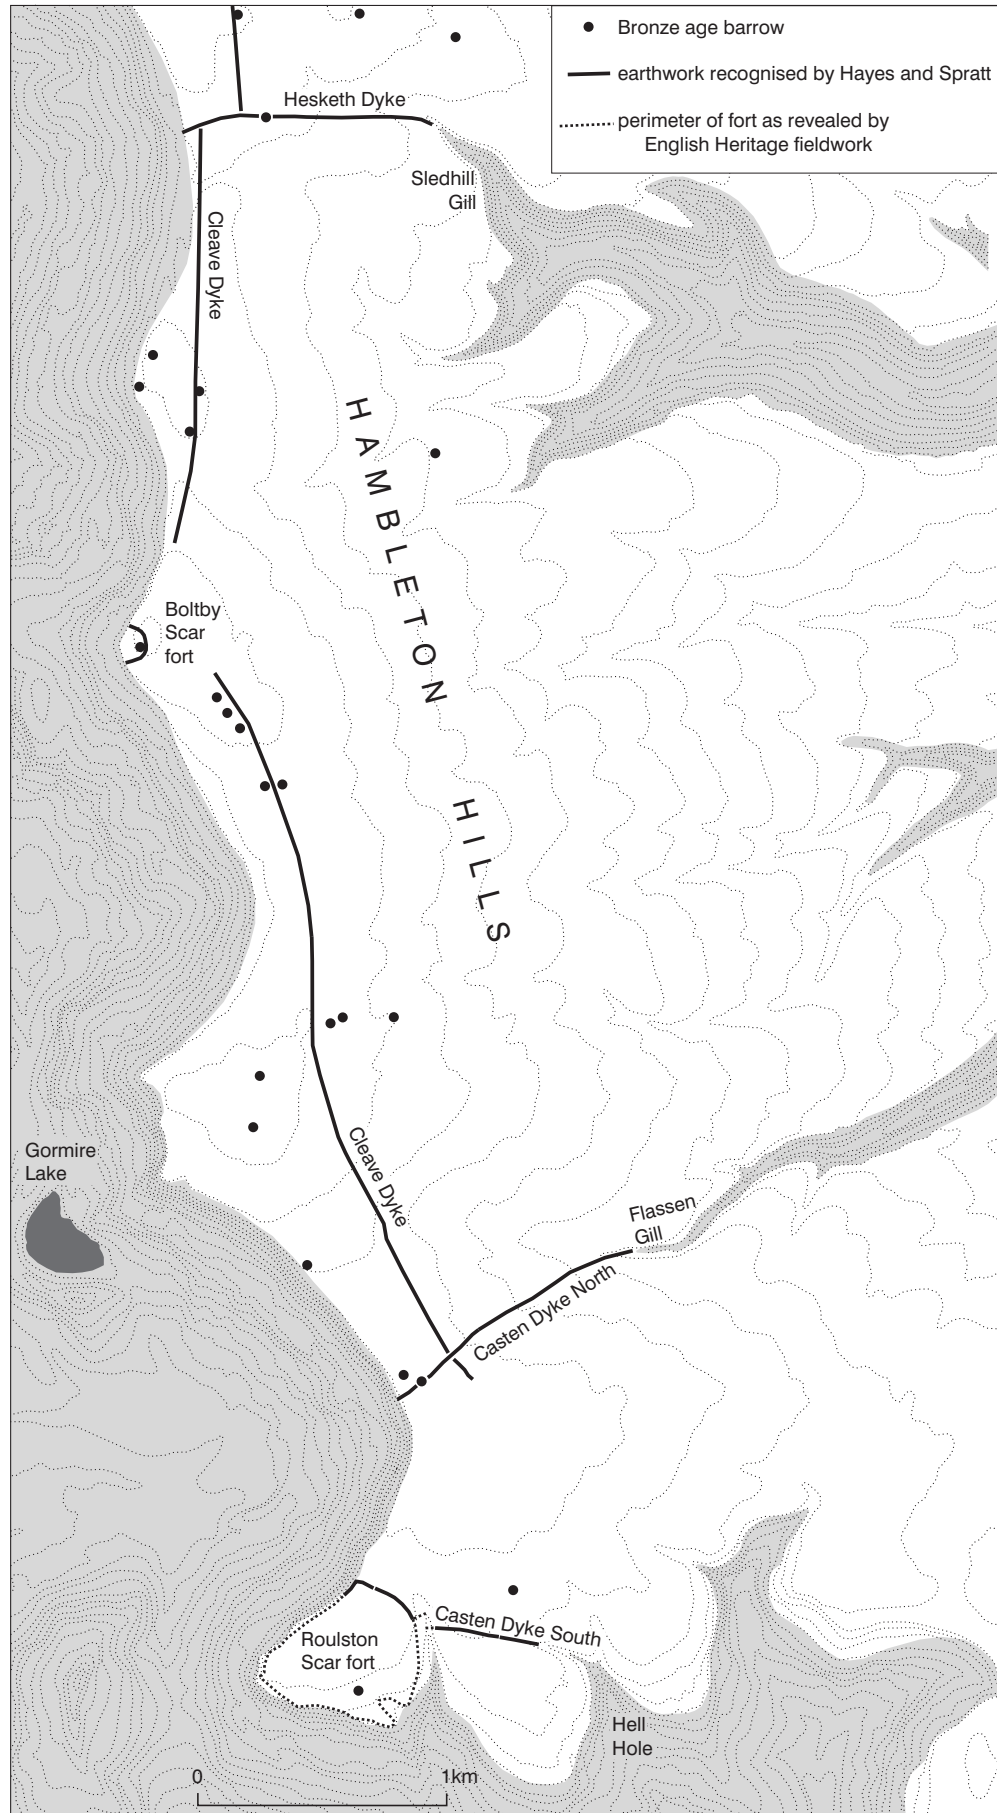 Bronze age barrow
earthwork recognised by Hayes and Spratt
perimeter of fort as revealed by
English Heritage fieldwork
Hesketh Dyke
Sledhill
Gill
Cleave Dyke
HAMBLETON HILLS
Boltby
Scar
fort
Gormire
Lake
Cleave Dyke
Flassen
Gill
Casten Dyke North
Casten Dyke South
Roulston
Scar fort
Hell
Hole
0 1km